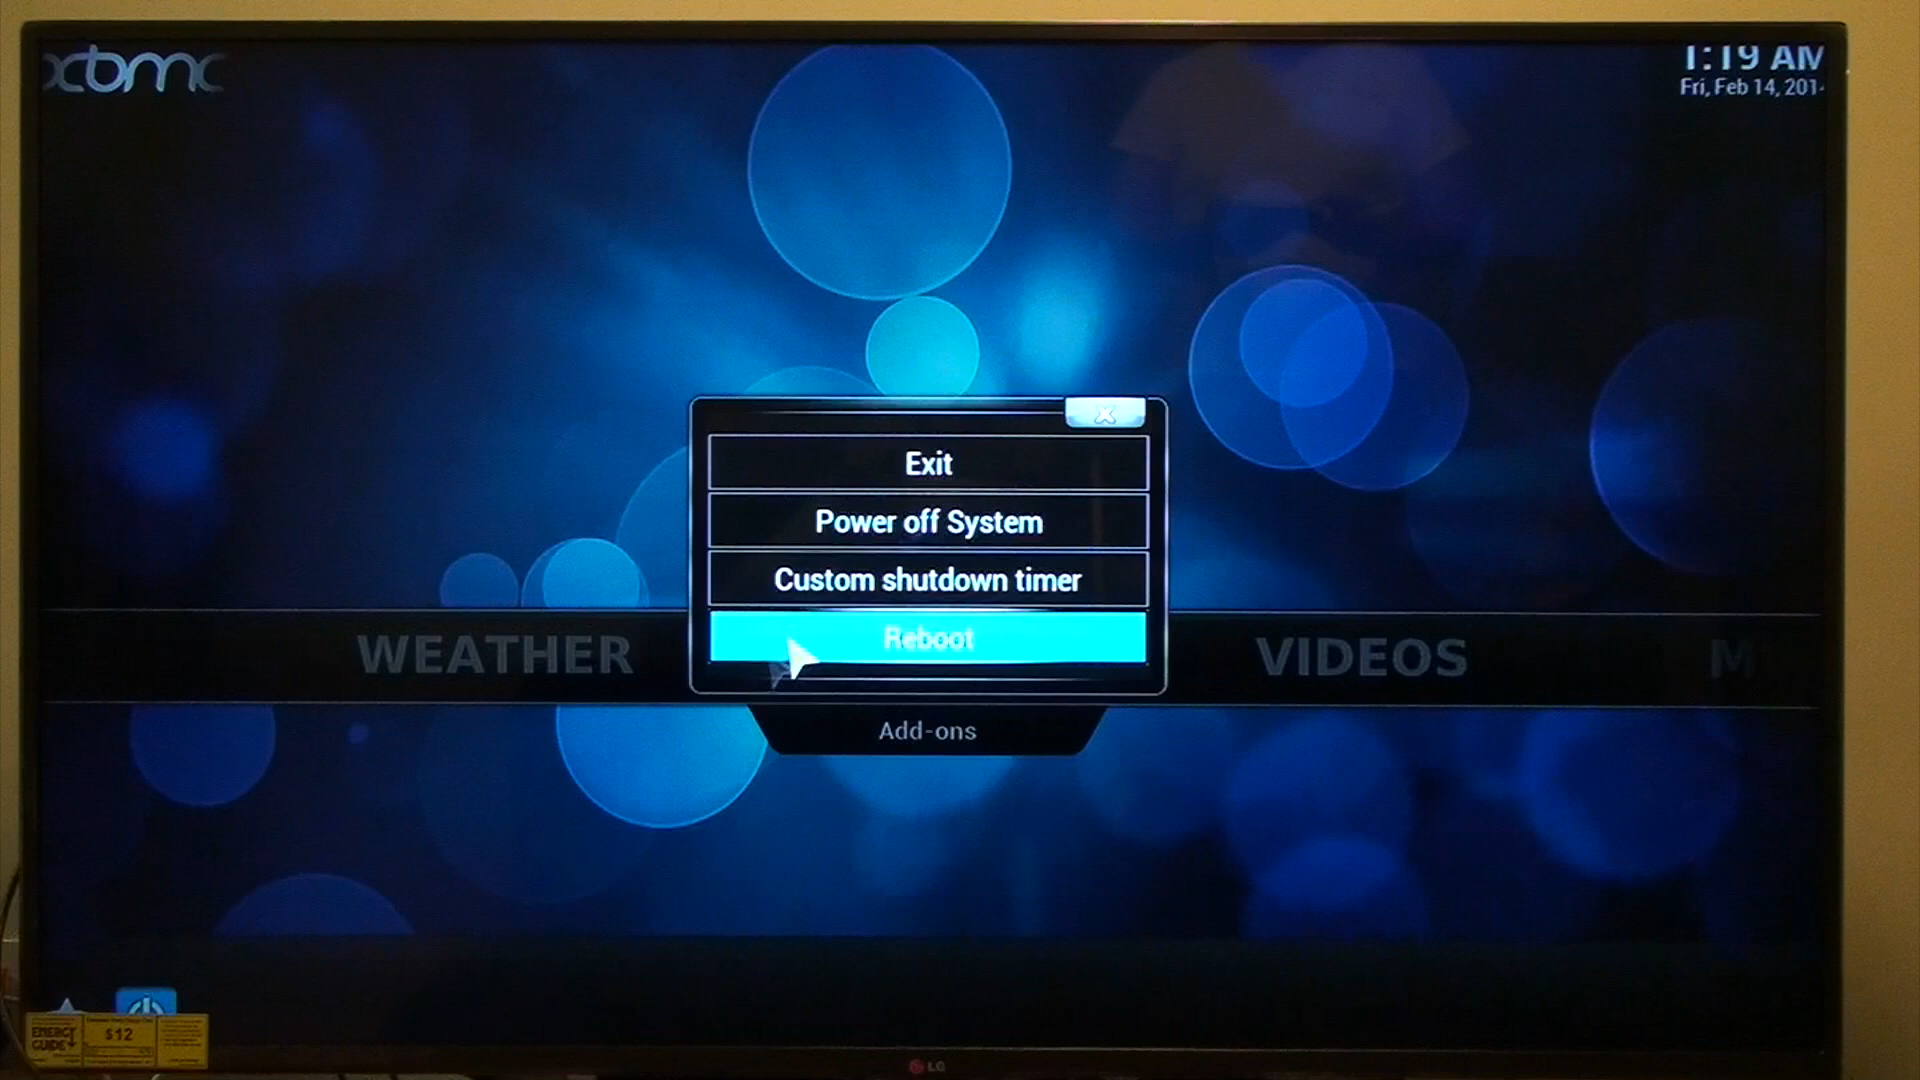 xbmc
1:19 AM
Fri, Feb 14, 201
Exit
Power off System
Custom shutdown timer
Reboot
WEATHER
VIDEOS
M
Add-ons
ENERGY
GUIDE
$12
LG